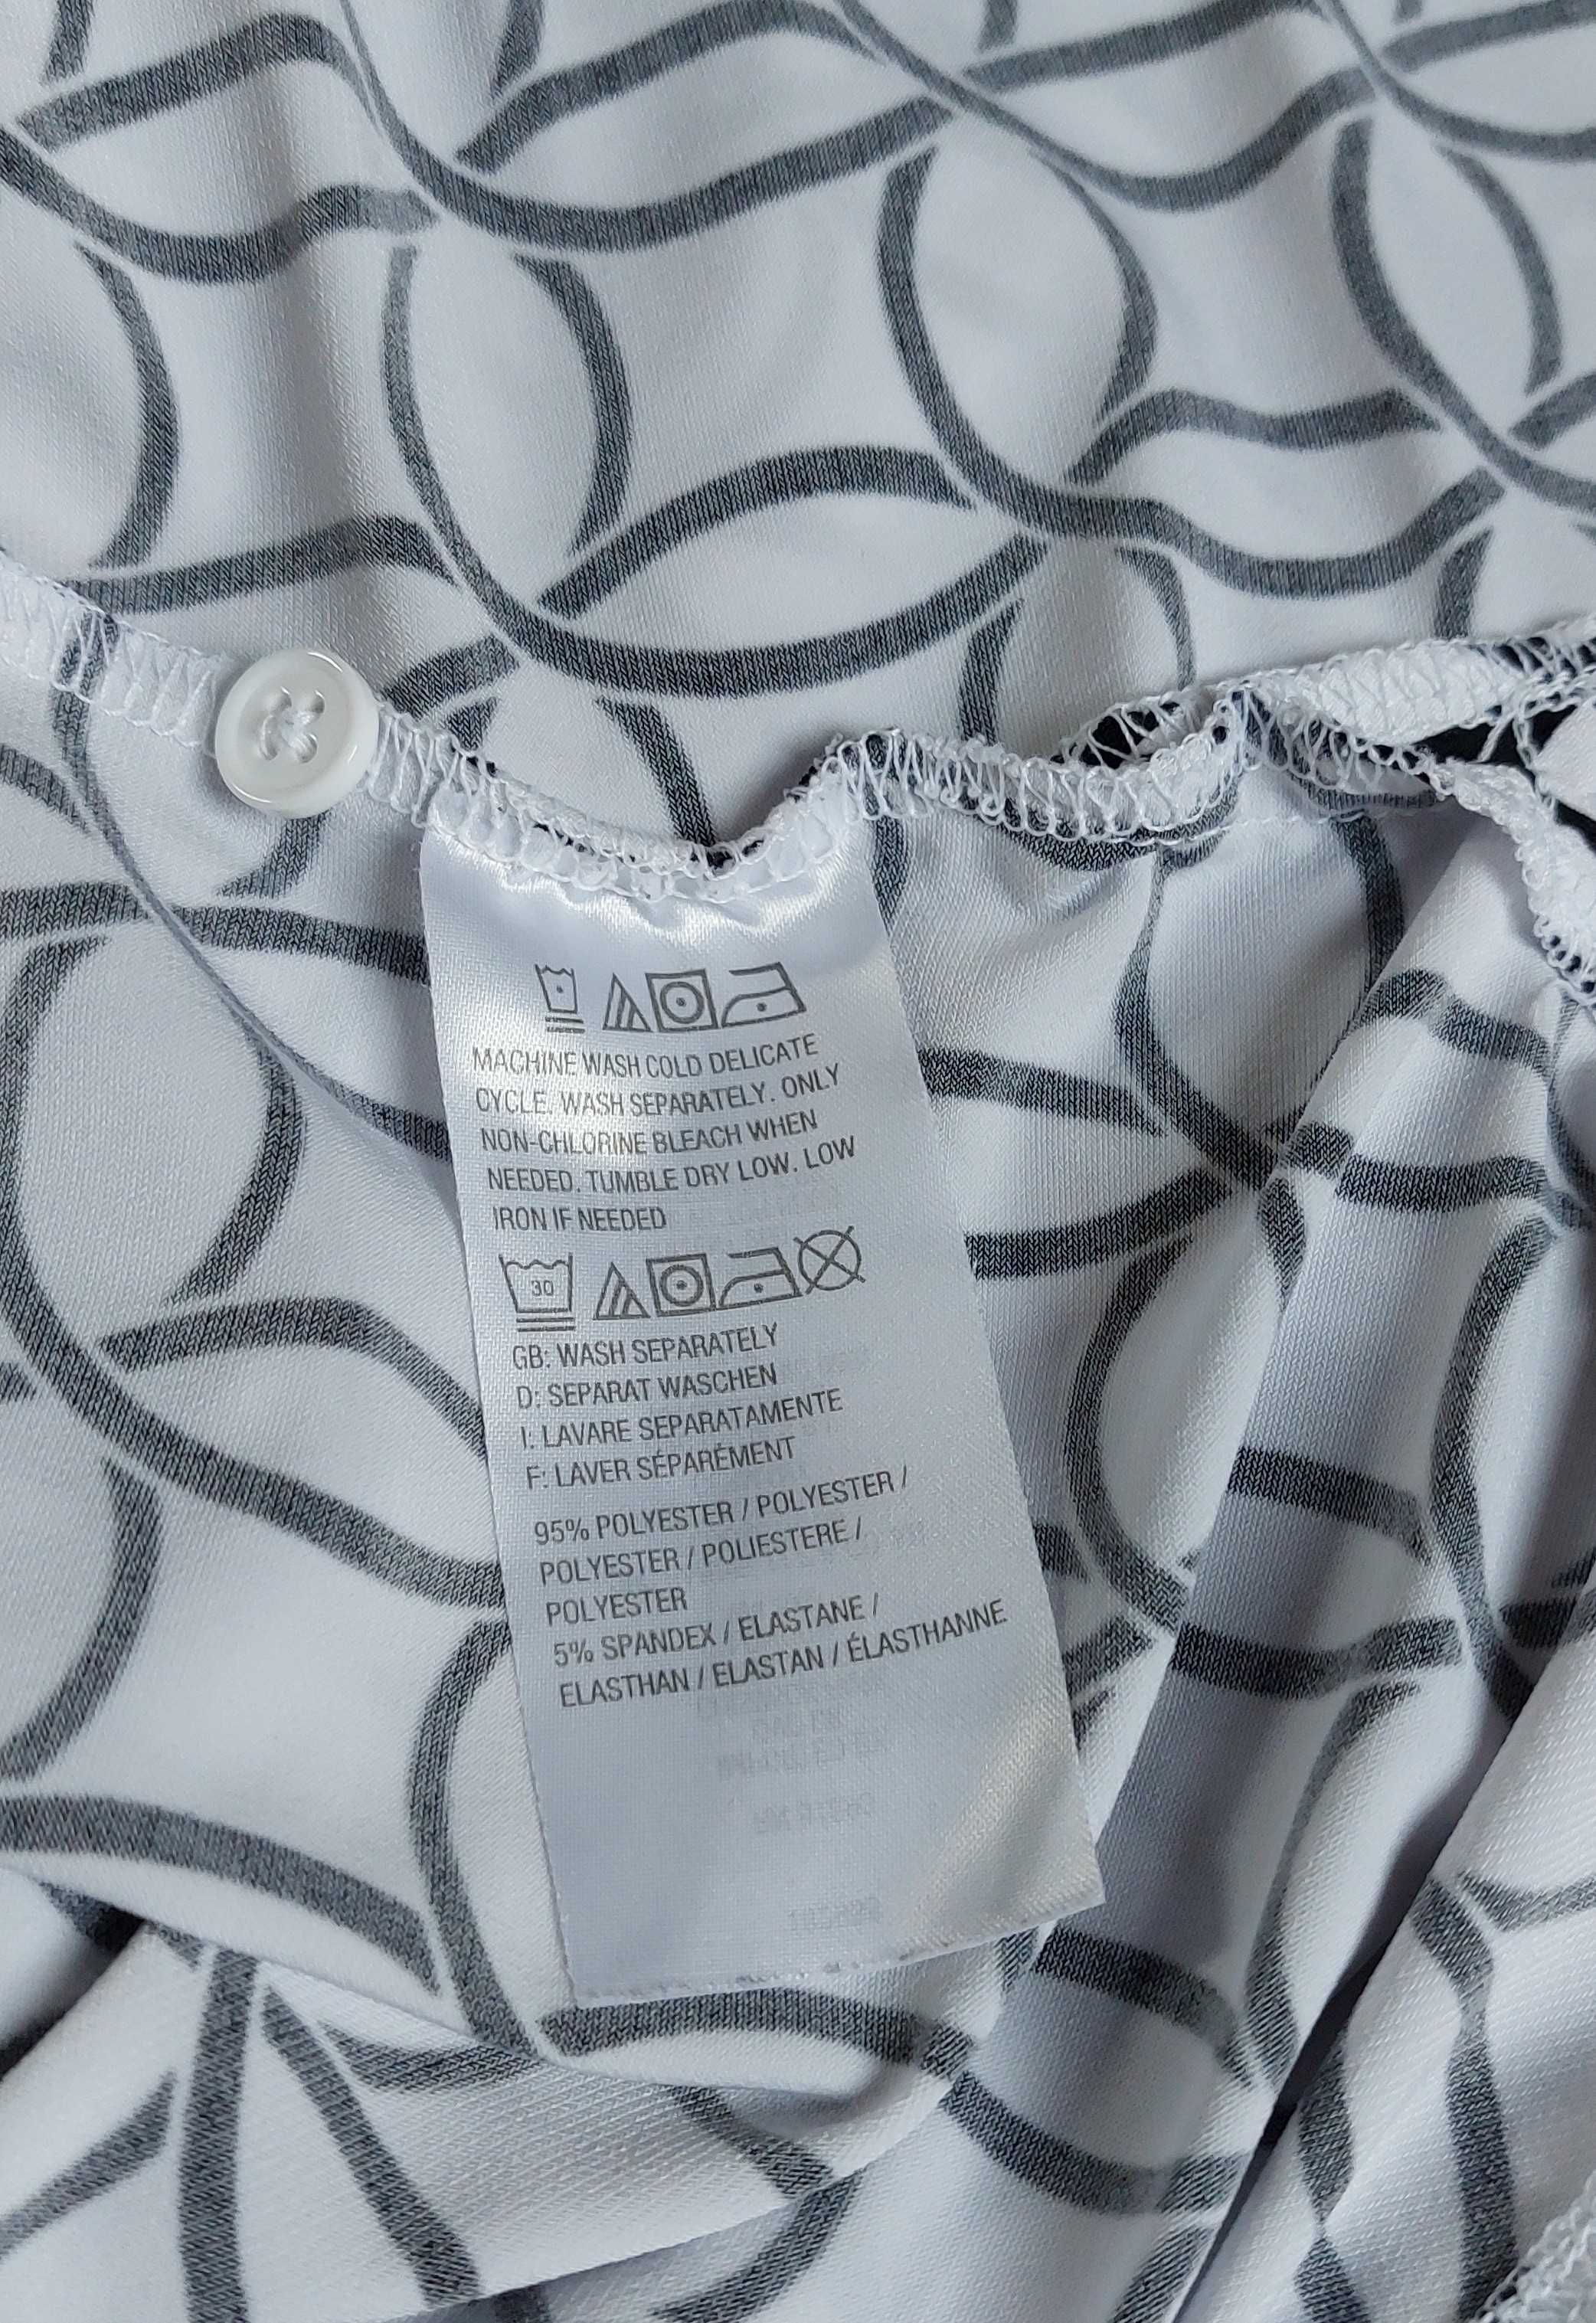 MACHINE WASH COLD DELICATE
CYCLE. WASH SEPARATELY. ONLY
NON-CHLORINE BLEACH WHEN
NEEDED. TUMBLE DRY LOW. LOW
IRON IF NEEDED
30
GB: WASH SEPARATELY
D: SEPARAT WASCHEN
I: LAVARE SEPARATAMENTE
F: LAVER SÉPARÉMENT
95% POLYESTER / POLYESTER /
POLYESTER / POLIESTERE /
POLYESTER
5% SPANDEX / ELASTANE /
ELASTHAN / ELASTAN / ÉLASTHANNE